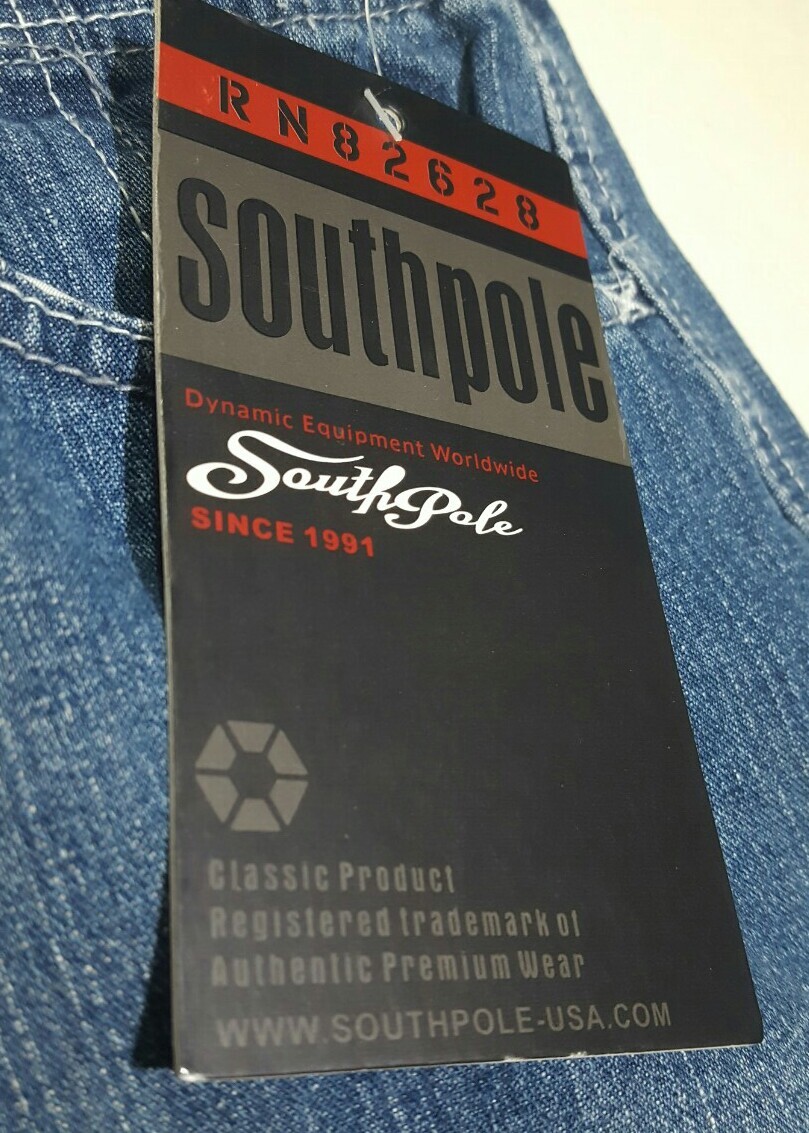 RN82628
southpole
Dynamic Equipment Worldwide
SouthPole
SINCE 1991
Classic Product
Registered trademark of
Authentic Premium Wear
WWW.SOUTHPOLE-USA.COM